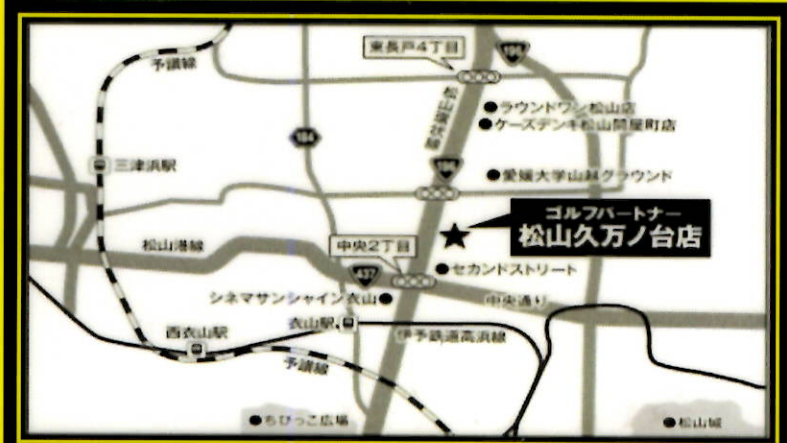 予讃線
東長戸4丁目
196
ラウンドワン松山店
ケーズデンキ松山問屋町店
松山環状線
184
三津浜駅
196
愛媛大学山越グラウンド
ゴルフパートナー
松山久万ノ台店
松山港線
中央2丁目
437
セカンドストリート
シネマサンシャイン衣山
中央通り
西衣山駅
衣山駅
伊予鉄道高浜線
予讃線
ちびっこ広場
松山城